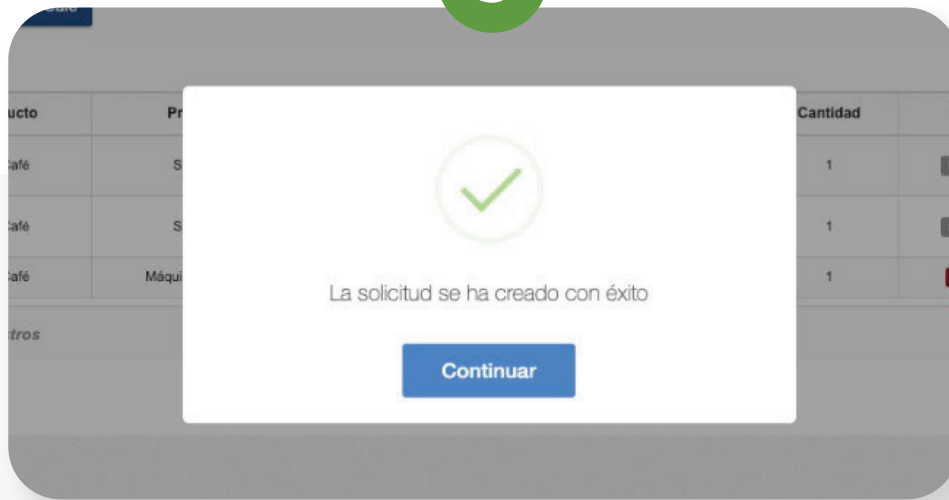 ucto Pr Cantidad
Café S 1
Café S 1
Café Máqui 1
tros
La solicitud se ha creado con éxito
Continuar